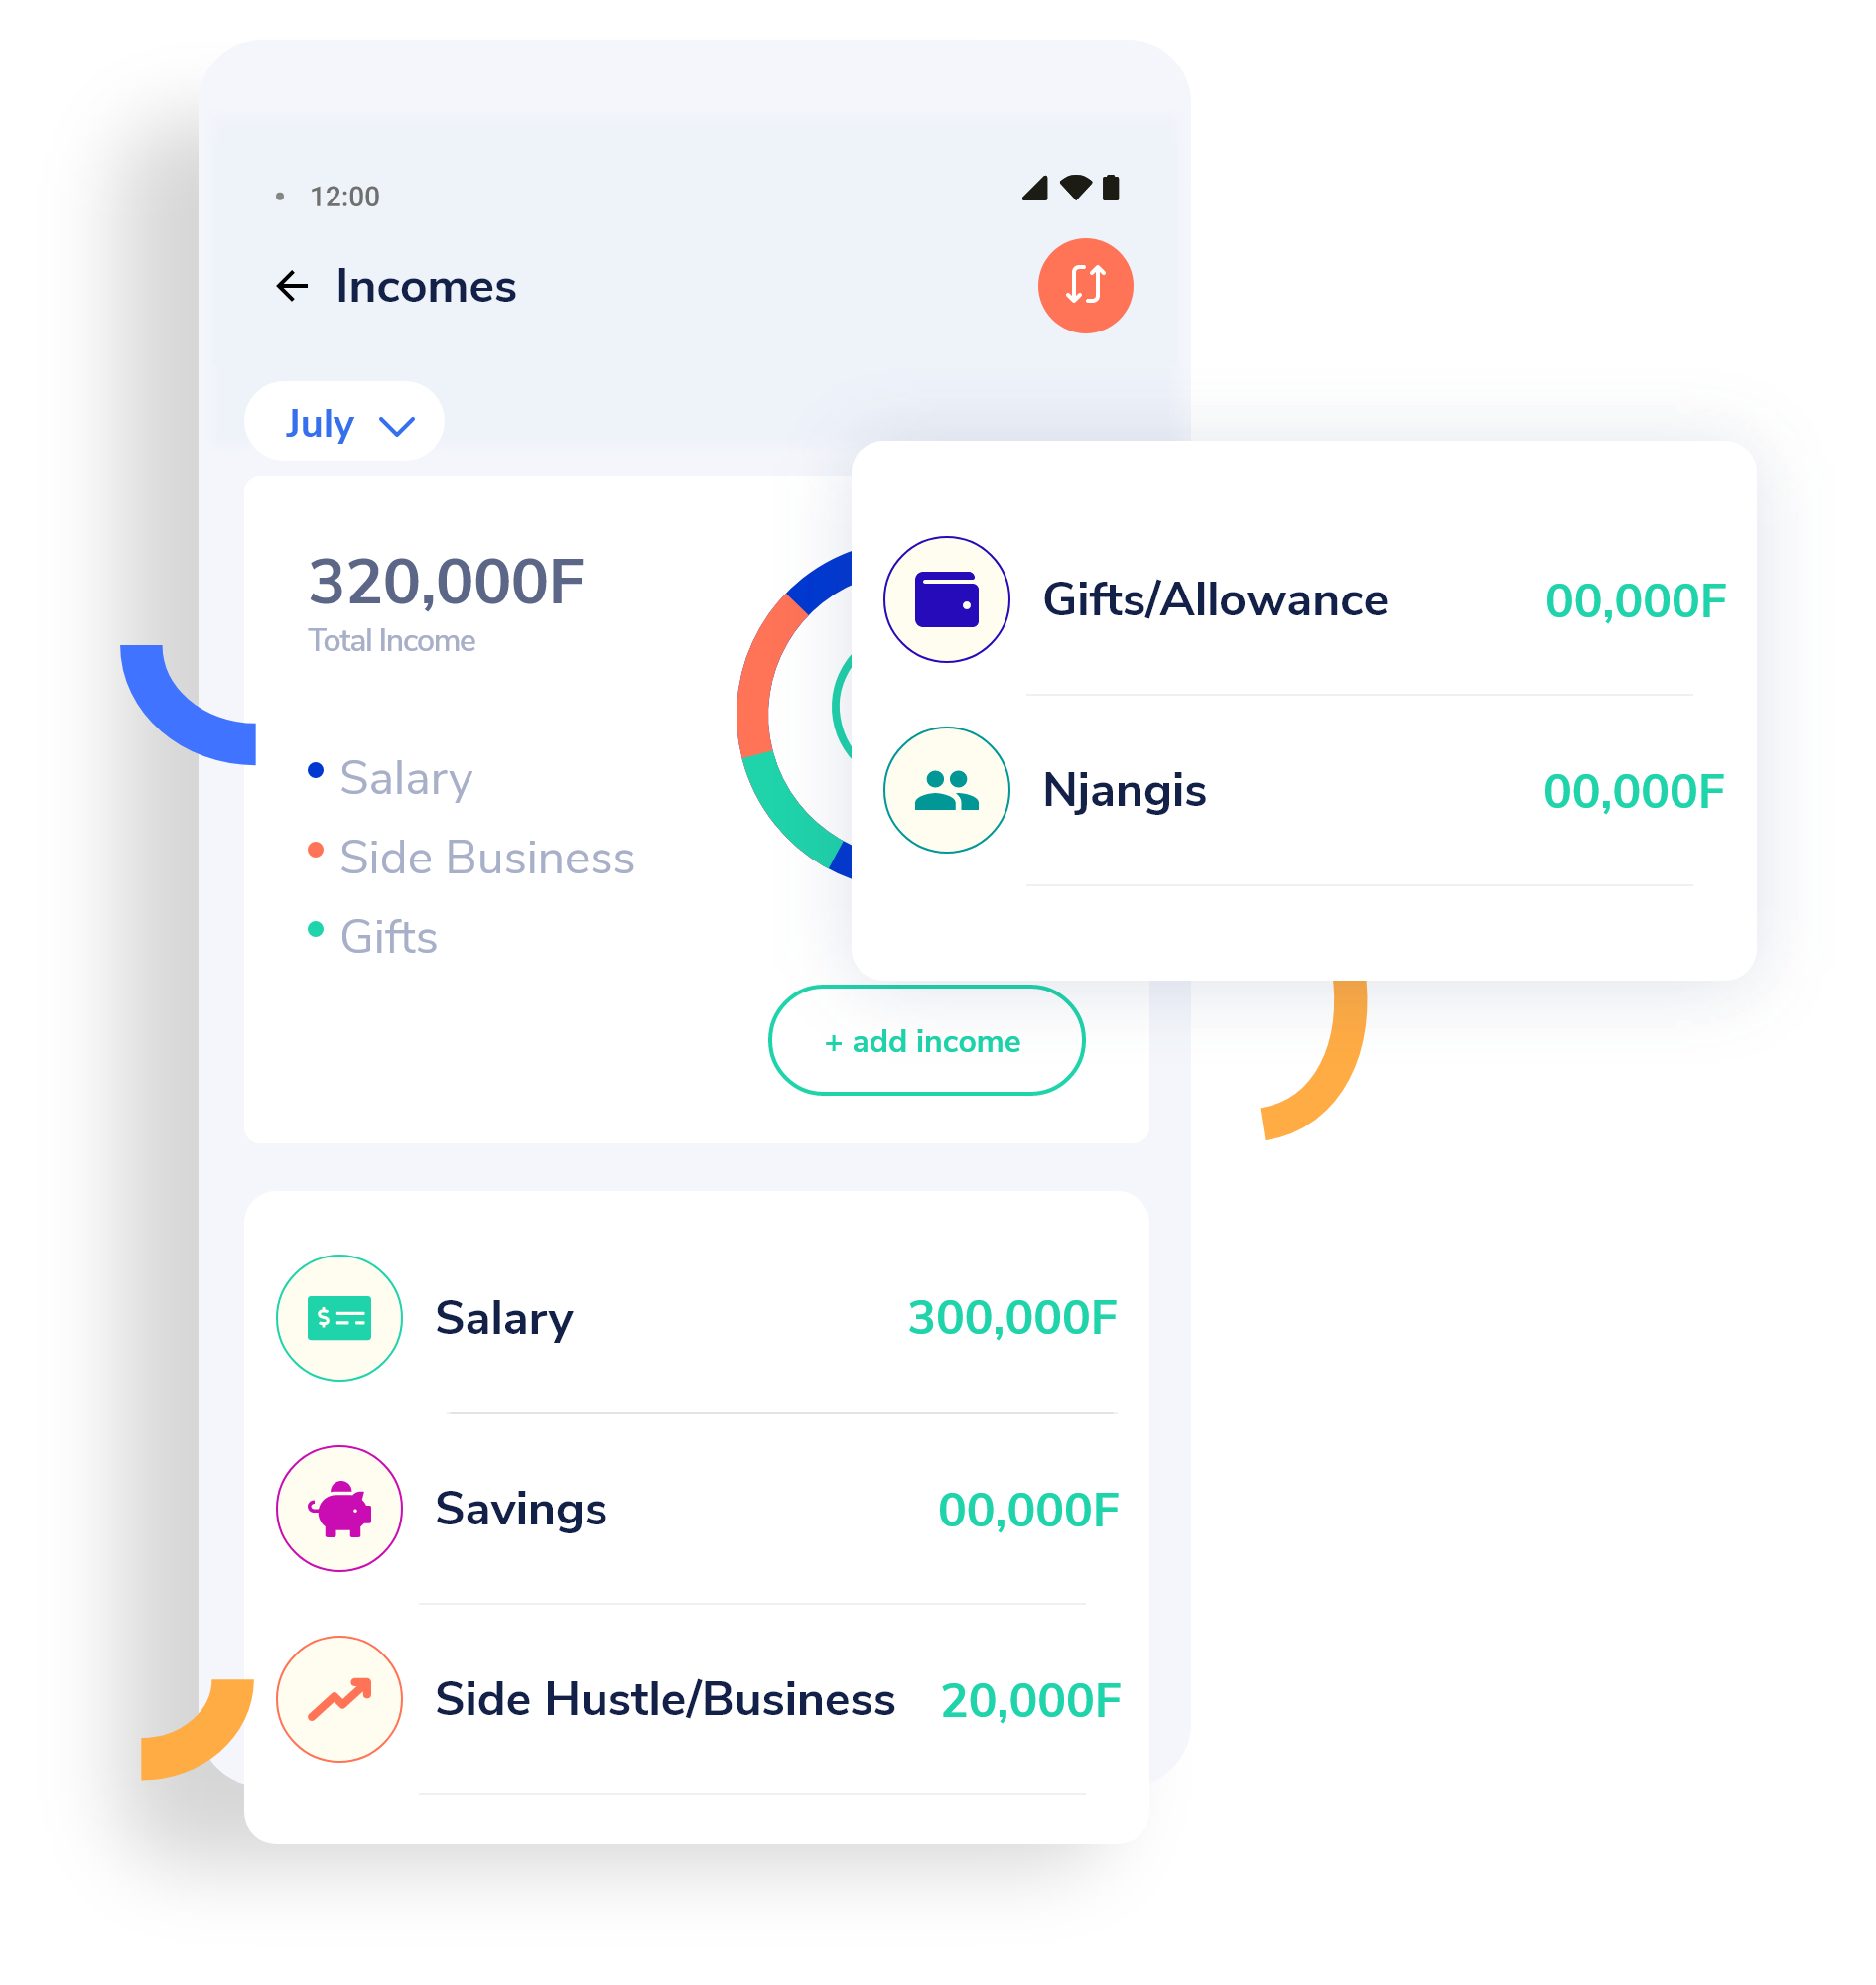 12:00
Incomes
July
320,000F
Total Income
Salary
Side Business
Gifts
Gifts/Allowance 00,000F
Njangis 00,000F
+ add income
Salary 300,000F
Savings 00,000F
Side Hustle/Business 20,000F